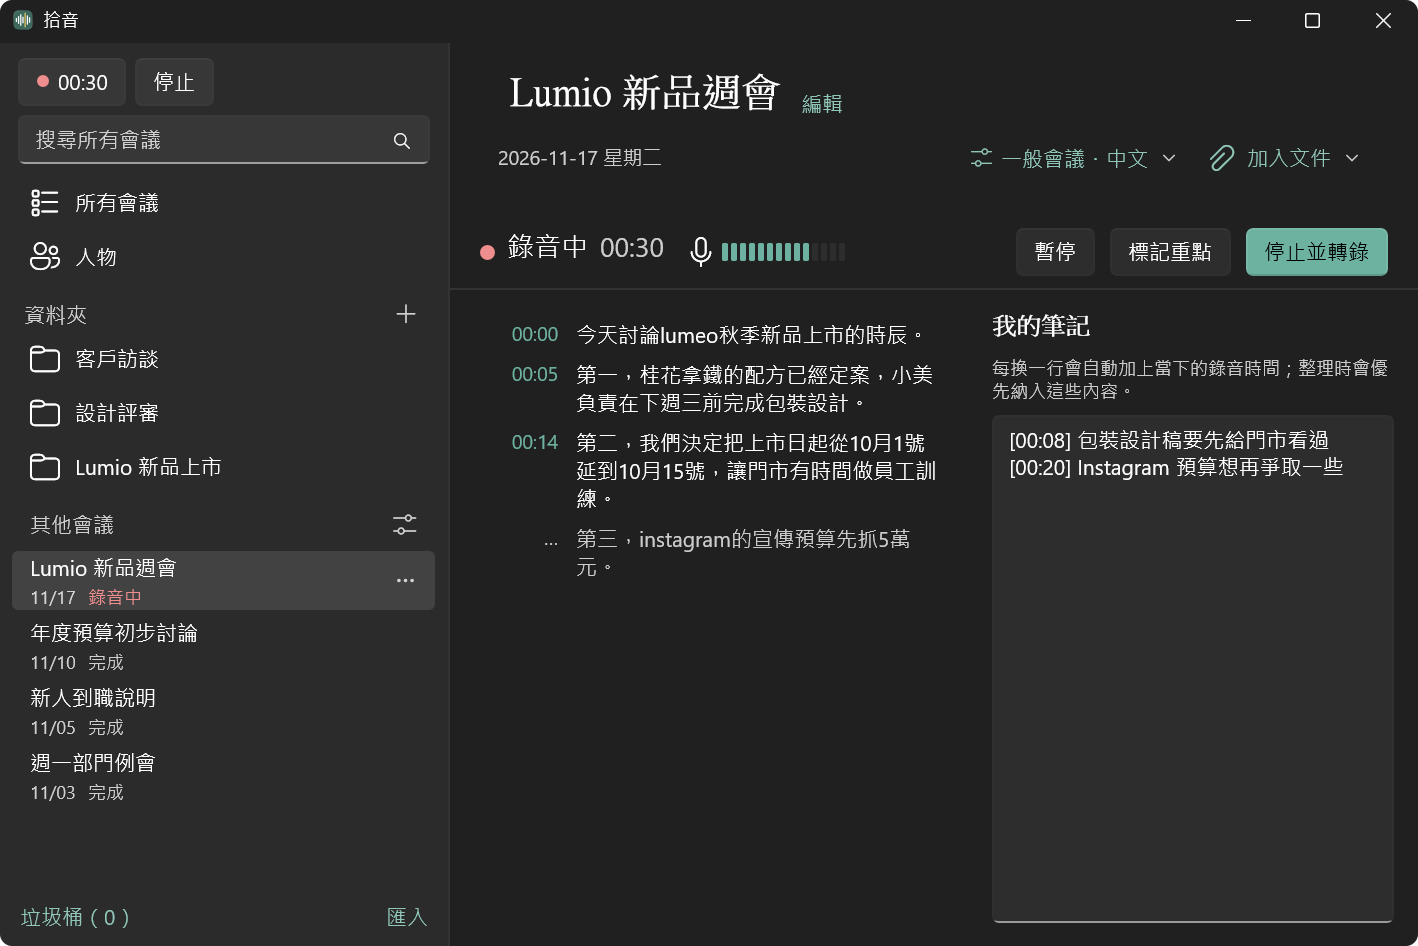 拾音
00:30 停止
搜尋所有會議
所有會議
人物
資料夾
客戶訪談
設計評審
Lumio 新品上市
其他會議
Lumio 新品週會
11/17 錄音中
年度預算初步討論
11/10 完成
新人到職說明
11/05 完成
週一部門例會
11/03 完成
垃圾桶（0） 匯入
Lumio 新品週會 編輯
2026-11-17 星期二 一般會議 · 中文 加入文件
錄音中 00:30 暫停 標記重點 停止並轉錄
00:00 今天討論lumeo秋季新品上市的時辰。
00:05 第一，桂花拿鐵的配方已經定案，小美
負責在下週三前完成包裝設計。
00:14 第二，我們決定把上市日起從10月1號
延到10月15號，讓門市有時間做員工訓
練。
... 第三，instagram的宣傳預算先抓5萬
元。
我的筆記
每換一行會自動加上當下的錄音時間；整理時會優
先納入這些內容。
[00:08] 包裝設計稿要先給門市看過
[00:20] Instagram 預算想再爭取一些